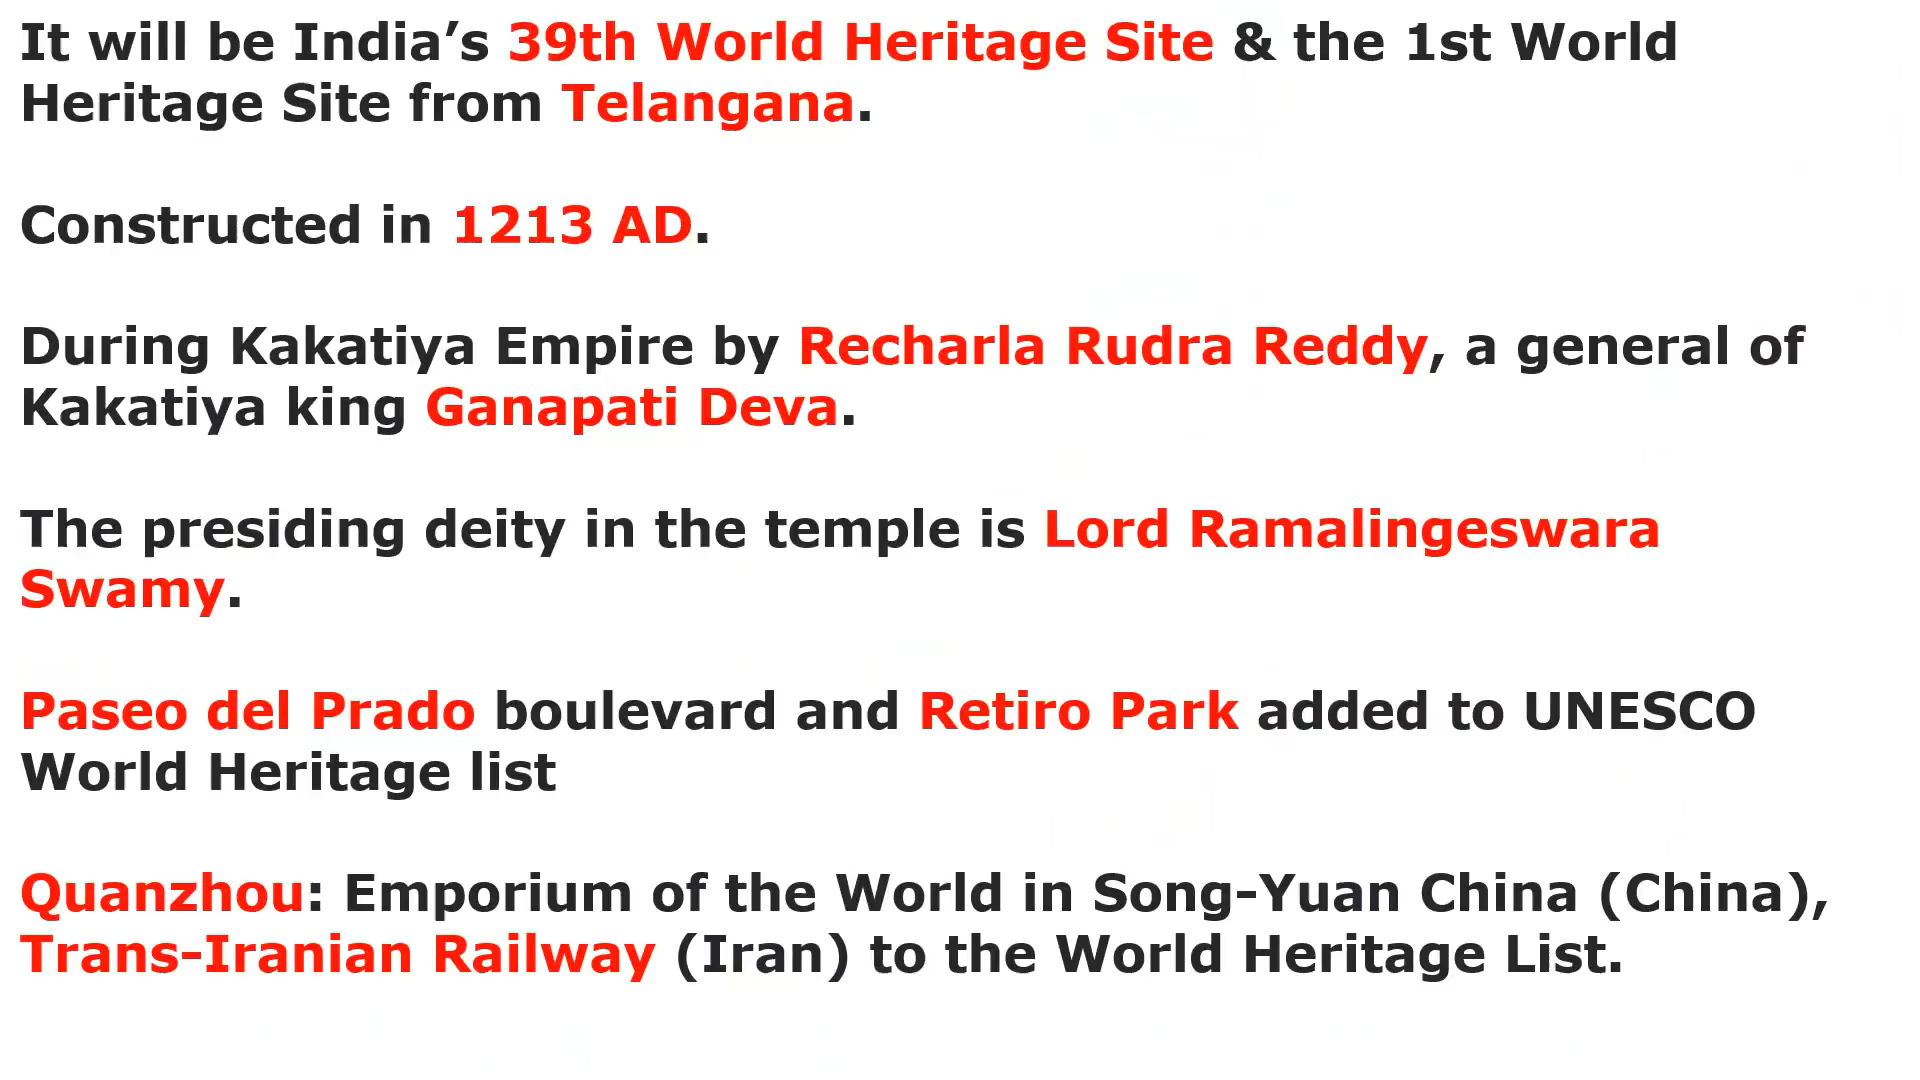 It will be India’s 39th World Heritage Site & the 1st World
Heritage Site from Telangana.
Constructed in 1213 AD.
During Kakatiya Empire by Recharla Rudra Reddy, a general of
Kakatiya king Ganapati Deva.
The presiding deity in the temple is Lord Ramalingeswara
Swamy.
Paseo del Prado boulevard and Retiro Park added to UNESCO
World Heritage list
Quanzhou: Emporium of the World in Song-Yuan China (China),
Trans-Iranian Railway (Iran) to the World Heritage List.